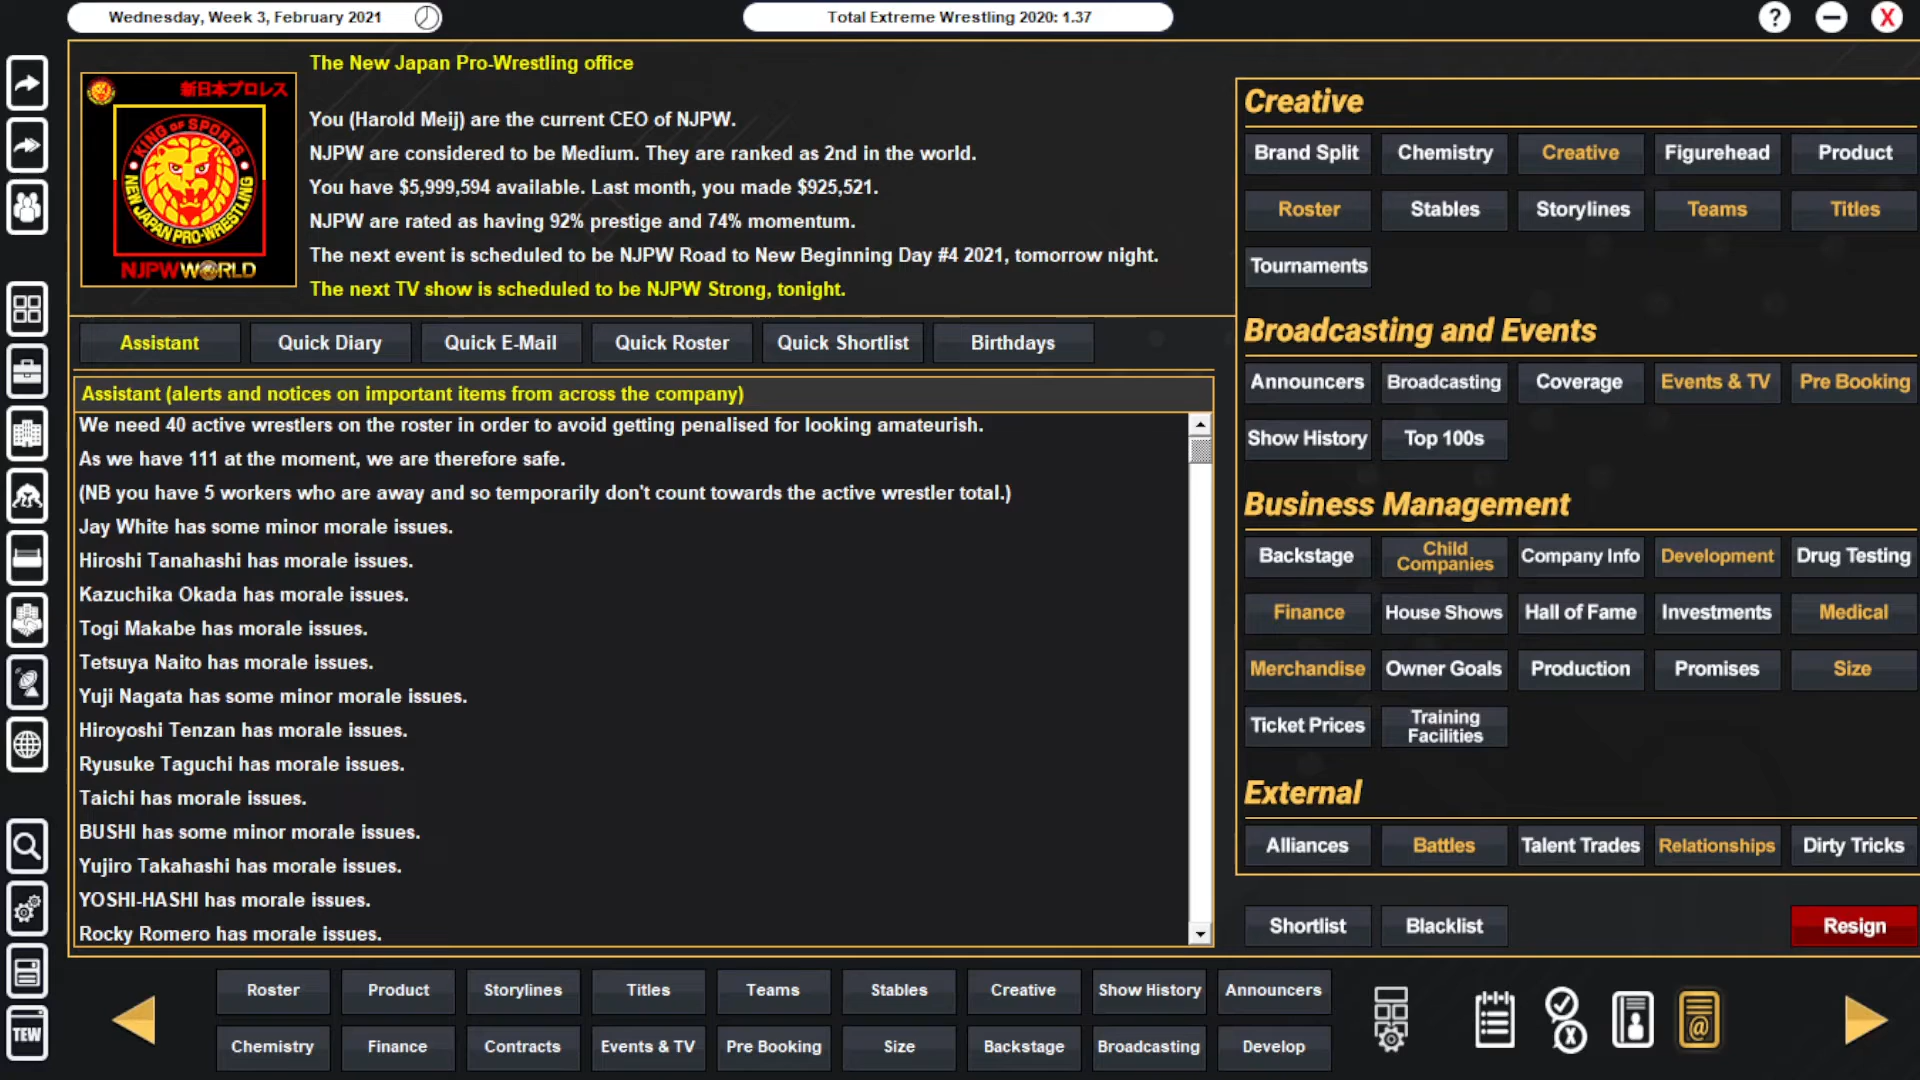 Wednesday, Week 3, February 2021
Total Extreme Wrestling 2020: 1.37
?
X
新日本プロレス
KING OF SPORTS
NEW JAPAN PRO-WRESTLING
NJPWWORLD
The New Japan Pro-Wrestling office
You (Harold Meij) are the current CEO of NJPW.
NJPW are considered to be Medium. They are ranked as 2nd in the world.
You have $5,999,594 available. Last month, you made $925,521.
NJPW are rated as having 92% prestige and 74% momentum.
The next event is scheduled to be NJPW Road to New Beginning Day #4 2021, tomorrow night.
The next TV show is scheduled to be NJPW Strong, tonight.
Assistant Quick Diary Quick E-Mail Quick Roster Quick Shortlist Birthdays
Assistant (alerts and notices on important items from across the company)
We need 40 active wrestlers on the roster in order to avoid getting penalised for looking amateurish.
As we have 111 at the moment, we are therefore safe.
(NB you have 5 workers who are away and so temporarily don't count towards the active wrestler total.)
Jay White has some minor morale issues.
Hiroshi Tanahashi has morale issues.
Kazuchika Okada has morale issues.
Togi Makabe has morale issues.
Tetsuya Naito has morale issues.
Yuji Nagata has some minor morale issues.
Hiroyoshi Tenzan has morale issues.
Ryusuke Taguchi has morale issues.
Taichi has morale issues.
BUSHI has some minor morale issues.
Yujiro Takahashi has morale issues.
YOSHI-HASHI has morale issues.
Rocky Romero has morale issues.
Creative
Brand Split Chemistry Creative Figurehead Product
Roster Stables Storylines Teams Titles
Tournaments
Broadcasting and Events
Announcers Broadcasting Coverage Events & TV Pre Booking
Show History Top 100s
Business Management
Backstage Child Companies Company Info Development Drug Testing
Finance House Shows Hall of Fame Investments Medical
Merchandise Owner Goals Production Promises Size
Ticket Prices Training Facilities
External
Alliances Battles Talent Trades Relationships Dirty Tricks
Shortlist Blacklist Resign
TEW
Roster Product Storylines Titles Teams Stables Creative Show History Announcers
Chemistry Finance Contracts Events & TV Pre Booking Size Backstage Broadcasting Develop
X
@